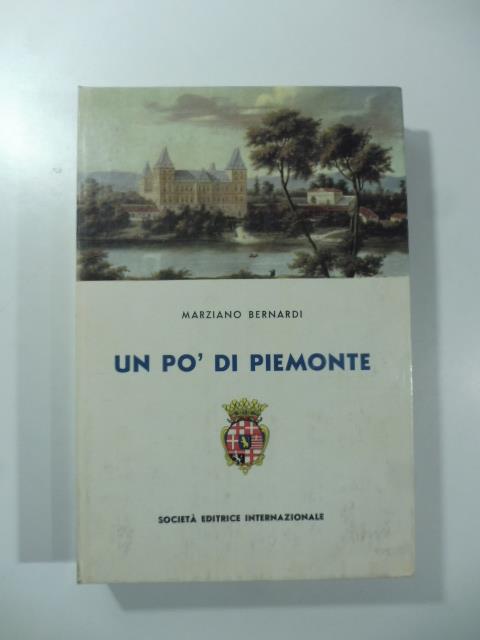 MARZIANO BERNARDI
UN PO' DI PIEMONTE
SOCIETÀ EDITRICE INTERNAZIONALE